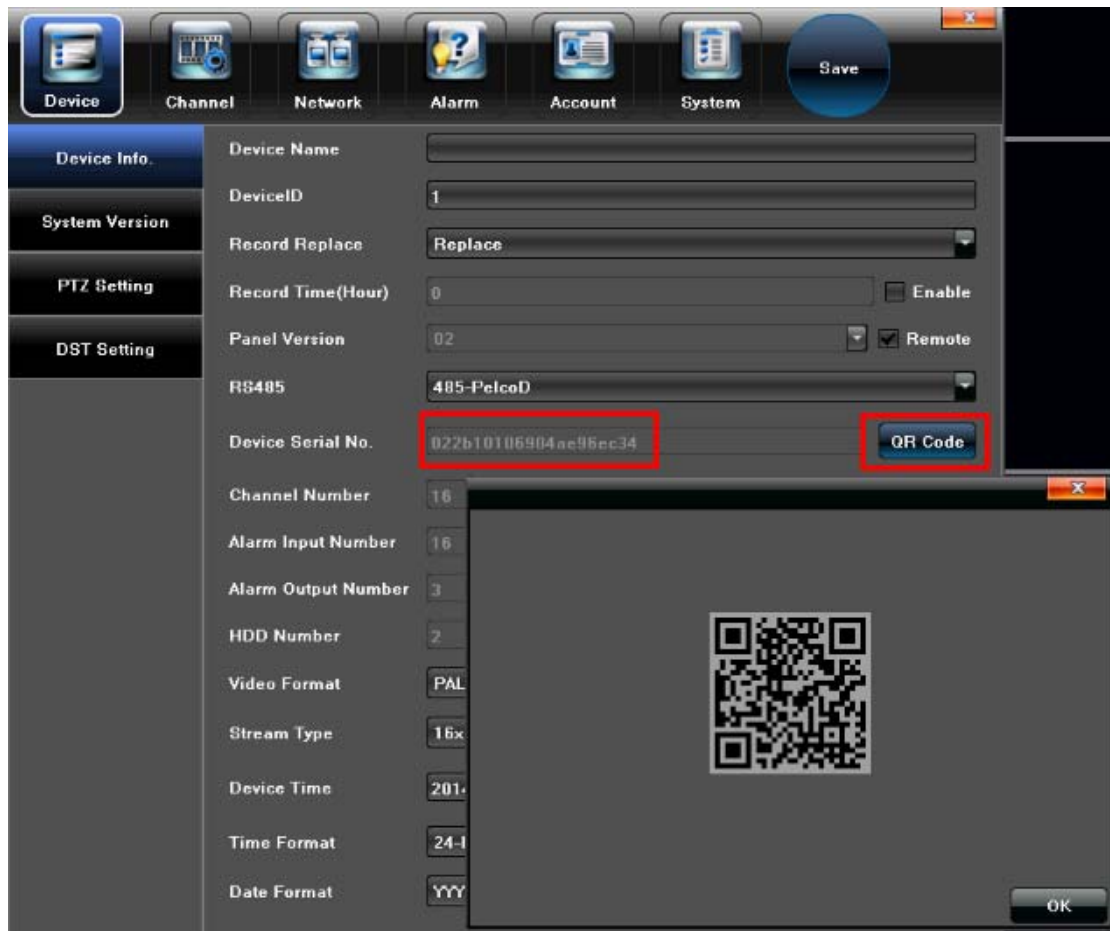 Device
Channel
Network
Alarm
Account
System
Save
Device Info.
System Version
PTZ Setting
DST Setting
Device Name
DeviceID 1
Record Replace Replace
Record Time(Hour) 0 Enable
Panel Version 02 Remote
RS485 485-PelcoD
Device Serial No. 022b10106904ae96ec34 QR Code
Channel Number 16
Alarm Input Number 16
Alarm Output Number 3
HDD Number 2
Video Format PAL
Stream Type 16x
Device Time 201
Time Format 24-
Date Format YYY
OK